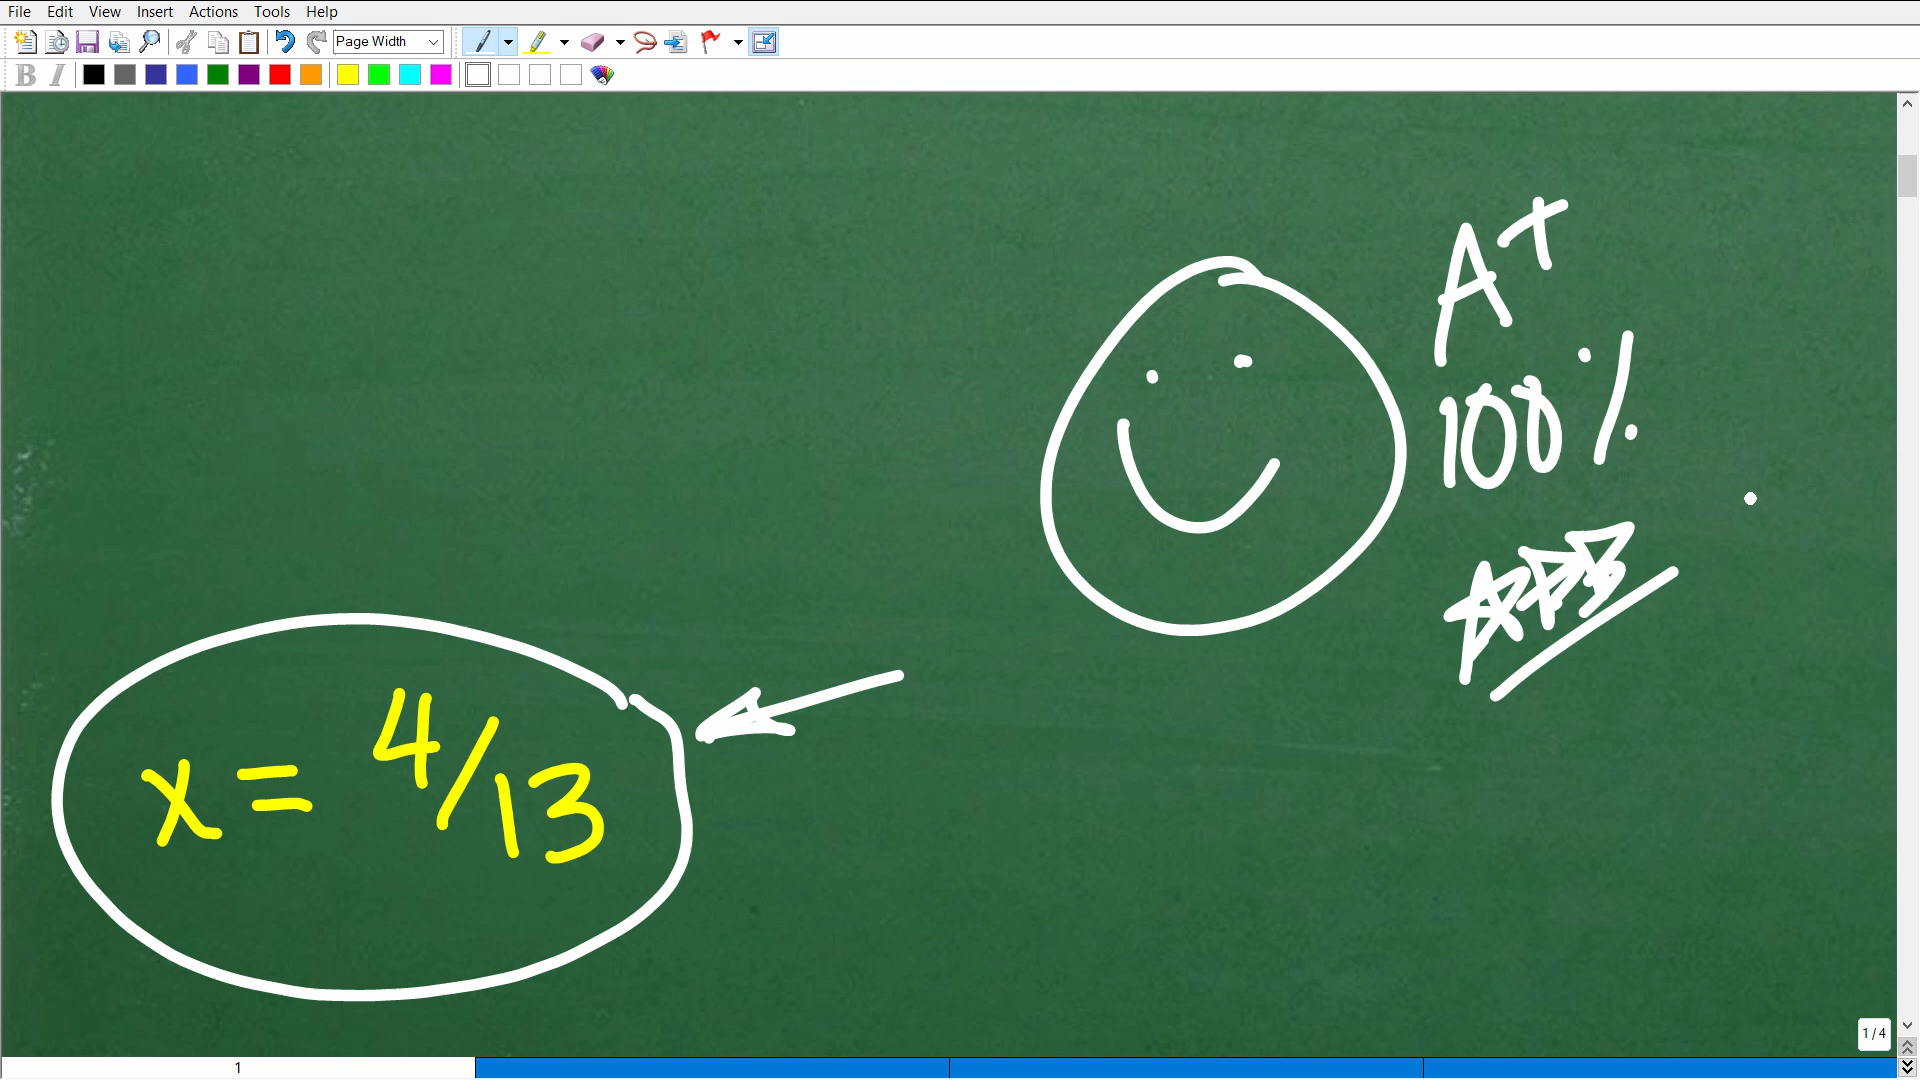 File Edit View Insert Actions Tools Help
Page Width
B I
A+
100%
x = 4/13
1 / 4
1